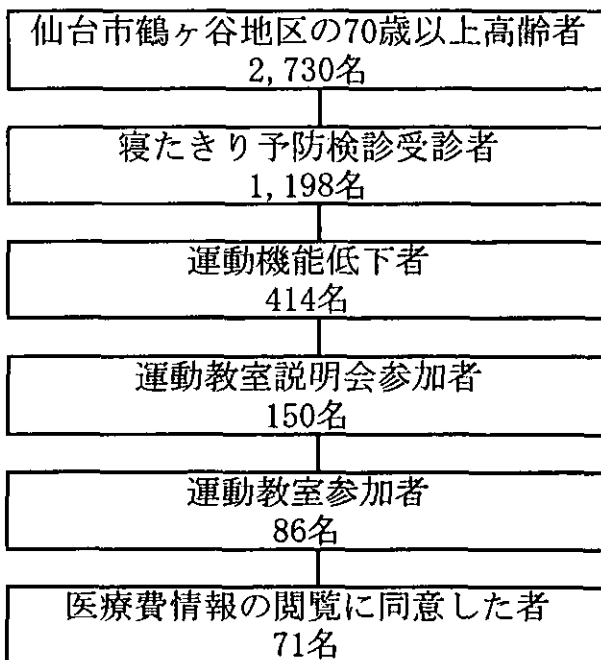 仙台市鶴ヶ谷地区の70歳以上高齢者
2,730名
寝たきり予防検診受診者
1,198名
運動機能低下者
414名
運動教室説明会参加者
150名
運動教室参加者
86名
医療費情報の閲覧に同意した者
71名